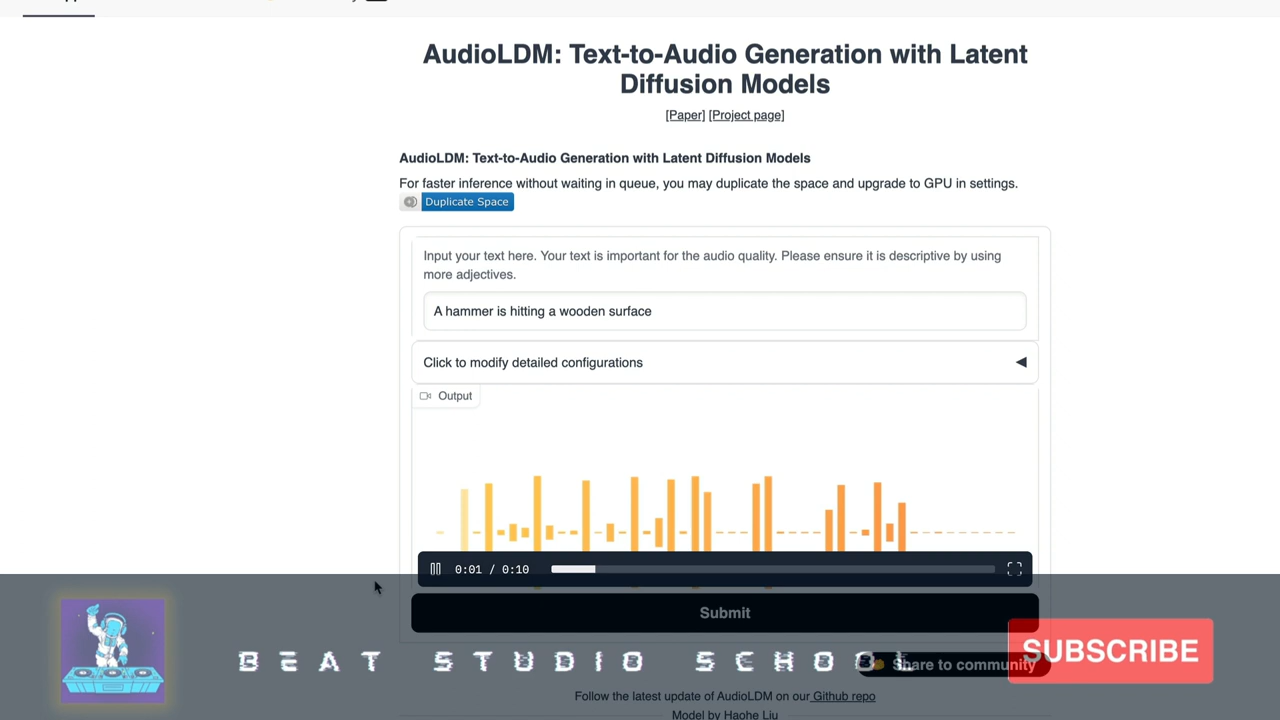 AudioLDM: Text-to-Audio Generation with Latent
Diffusion Models
[Paper] [Project page]
AudioLDM: Text-to-Audio Generation with Latent Diffusion Models
For faster inference without waiting in queue, you may duplicate the space and upgrade to GPU in settings.
Duplicate Space
Input your text here. Your text is important for the audio quality. Please ensure it is descriptive by using
more adjectives.
A hammer is hitting a wooden surface
Click to modify detailed configurations
Output
0:01 / 0:10
Submit
BEAT STUDIO SCHOOL
Share to community
SUBSCRIBE
Follow the latest update of AudioLDM on our Github repo
Model by Haohe Liu